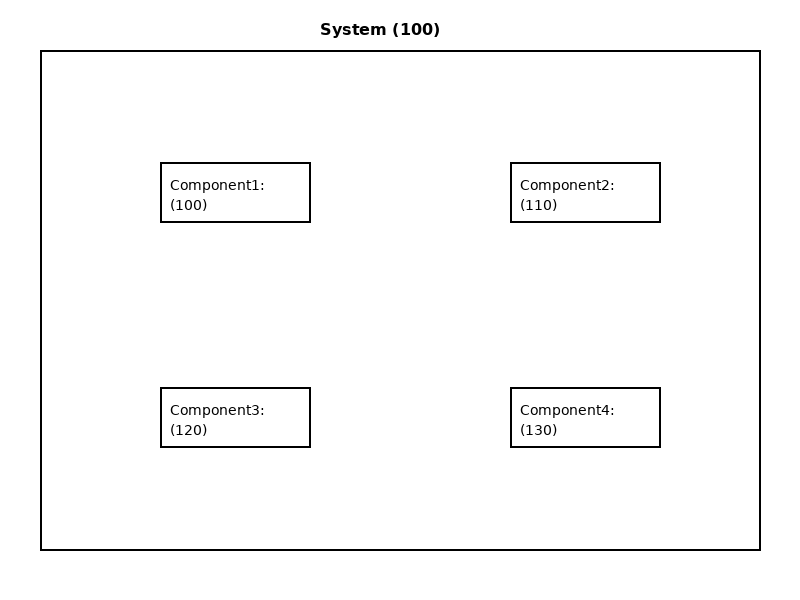 System (100)
Component1:
(100)
Component2:
(110)
Component3:
(120)
Component4:
(130)